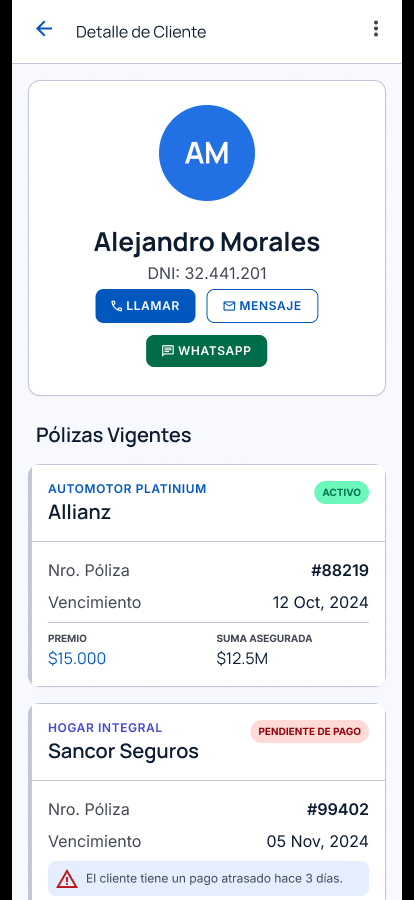 Detalle de Cliente
AM
Alejandro Morales
DNI: 32.441.201
LLAMAR MENSAJE
WHATSAPP
Pólizas Vigentes
AUTOMOTOR PLATINIUM ACTIVO
Allianz
Nro. Póliza #88219
Vencimiento 12 Oct, 2024
PREMIO SUMA ASEGURADA
$15.000 $12.5M
HOGAR INTEGRAL PENDIENTE DE PAGO
Sancor Seguros
Nro. Póliza #99402
Vencimiento 05 Nov, 2024
El cliente tiene un pago atrasado hace 3 días.